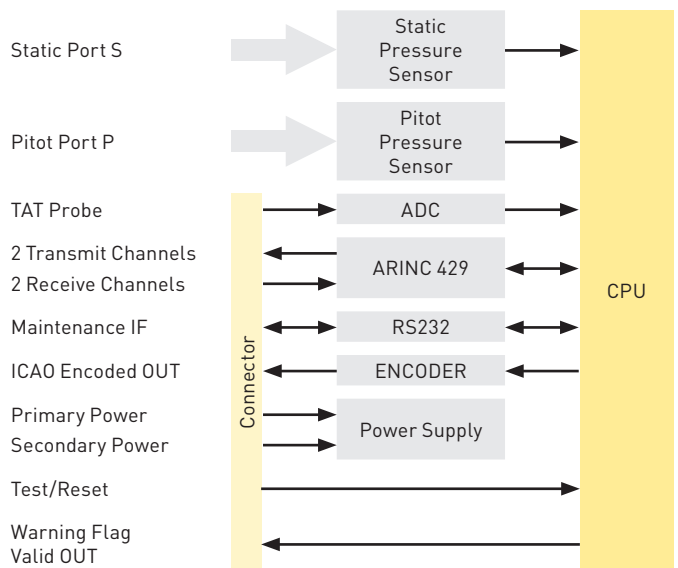 Static Port S
Static
Pressure
Sensor
Pitot Port P
Pitot
Pressure
Sensor
TAT Probe
ADC
2 Transmit Channels
2 Receive Channels
ARINC 429
CPU
Maintenance IF
RS232
Connector
ICAO Encoded OUT
ENCODER
Primary Power
Secondary Power
Power Supply
Test/Reset
Warning Flag
Valid OUT